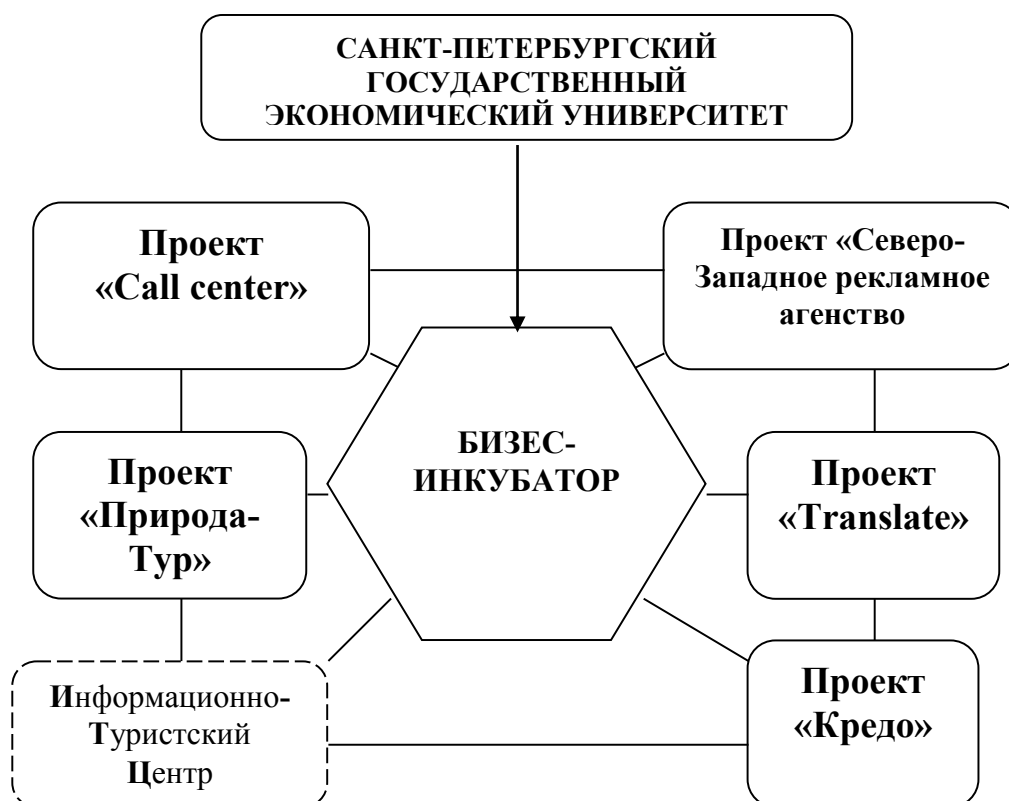 САНКТ-ПЕТЕРБУРГСКИЙ
ГОСУДАРСТВЕННЫЙ
ЭКОНОМИЧЕСКИЙ УНИВЕРСИТЕТ
Проект
«Call center»
Проект «Северо-
Западное рекламное
агенство
БИЗЕС-
ИНКУБАТОР
Проект
«Природа-
Тур»
Проект
«Translate»
Информационно-
Туристский
Центр
Проект
«Кредо»